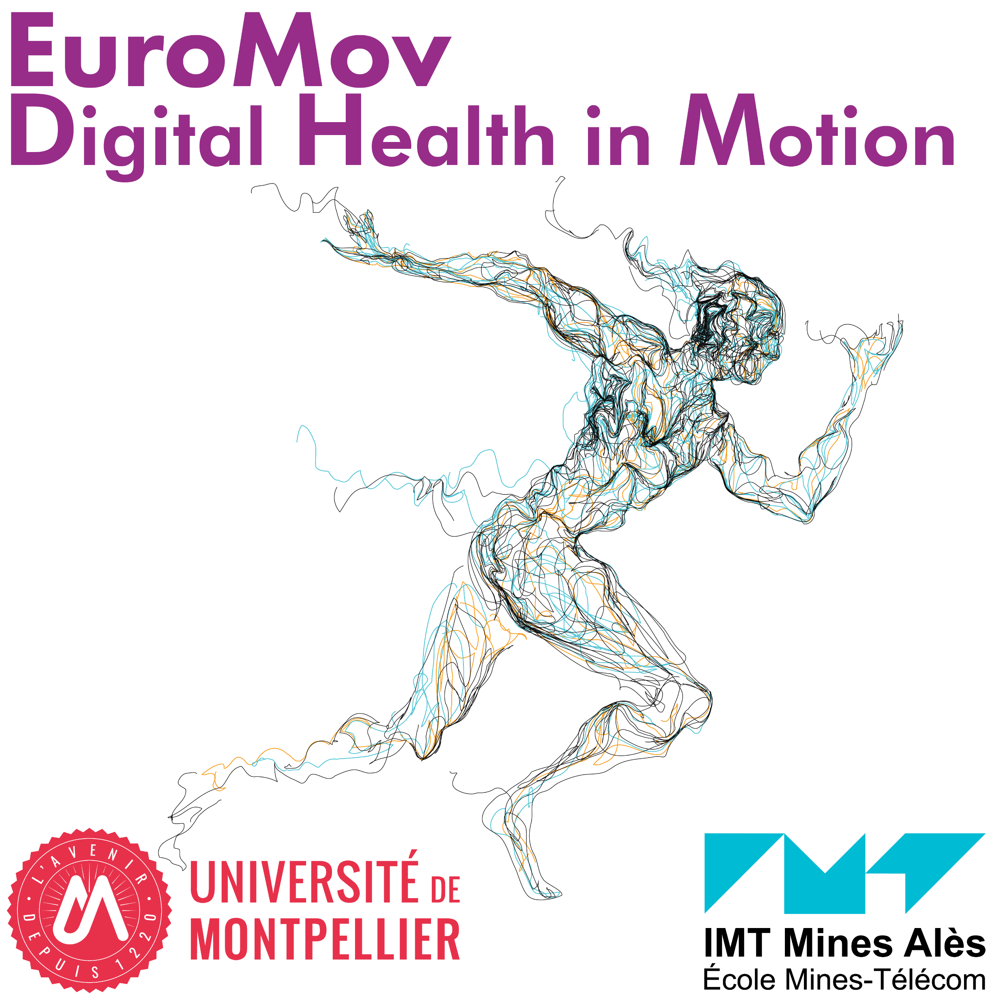 EuroMov
Digital Health in Motion
L'AVENIR
DEPUIS 1220
UNIVERSITÉ DE
MONTPELLIER
IMT Mines Alès
École Mines-Télécom